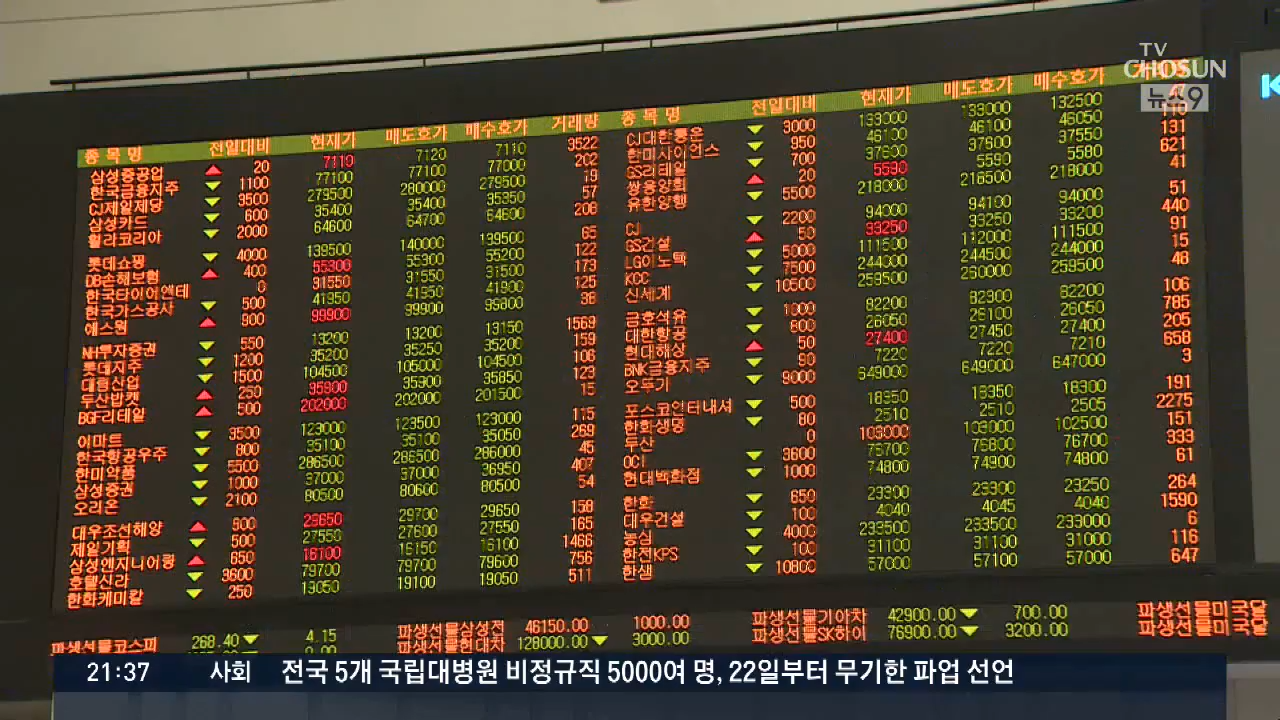 TV
CHOSUN
뉴스9
종목명 전일대비 현재가 매도호가 매수호가 거래량 종목명 전일대비 현재가 매도호가 매수호가
삼성중공업 ▲ 20 7110 7120 7110 3522 CJ대한통운 ▼ 3000 133000 133000 132500
한국금융지주 ▼ 1100 77100 77100 77000 202 한미사이언스 ▼ 950 46100 46100 46050 110
CJ제일제당 ▼ 3500 279500 280000 279500 19 GS리테일 ▼ 700 37600 37600 37550 131
삼성카드 ▼ 600 35400 35400 35350 57 쌍용양회 ▲ 20 5590 5590 5580 621
휠라코리아 ▼ 2000 64600 64700 64600 208 유한양행 ▼ 5500 218000 218500 218000 41
롯데쇼핑 ▼ 4000 139500 140000 139500 65 CJ ▼ 2200 94000 94100 94000 51
DB손해보험 ▲ 400 55300 55300 55200 122 GS건설 ▲ 50 33250 33250 33200 440
한국타이어앤테 0 31550 31550 31500 173 LG이노텍 ▼ 5000 111500 112000 111500 91
한국가스공사 ▼ 500 41950 41950 41900 125 KCC ▼ 7500 244000 244500 244000 15
에스원 ▲ 900 99900 99900 99800 38 신세계 ▼ 10500 259500 260000 259500 48
NH투자증권 ▼ 550 13200 13200 13150 1569 금호석유 ▼ 1000 82200 82300 82200 106
롯데지주 ▼ 1200 35200 35250 35200 159 대한항공 ▼ 800 26050 26100 26050 785
대림산업 ▼ 1500 104500 105000 104500 106 현대해상 ▲ 50 27400 27450 27400 205
두산밥캣 ▲ 250 35900 35900 35850 123 BNK금융지주 ▼ 90 7220 7220 7210 658
BGF리테일 ▲ 500 202000 202000 201500 15 오뚜기 ▼ 9000 649000 649000 647000 3
이마트 ▼ 3500 123000 123500 123000 115 포스코인터내셔 ▼ 500 18350 18350 18300 191
한국항공우주 ▼ 800 35100 35100 35050 269 한화생명 ▼ 80 2510 2510 2505 2275
한미약품 ▼ 5500 286500 286500 286000 45 두산 0 103000 103000 102500 151
삼성증권 ▼ 1000 37000 37000 36950 407 OCI ▼ 3600 76700 76800 76700 333
오리온 ▼ 2100 80500 80600 80500 54 현대백화점 ▼ 1000 74800 74900 74800 61
대우조선해양 ▲ 900 29650 29700 29650 158 한화 ▼ 650 23300 23300 23250 264
제일기획 ▼ 500 27550 27600 27550 165 대우건설 ▼ 100 4040 4045 4040 1590
삼성엔지니어링 ▲ 650 16100 16150 16100 1466 농심 ▼ 4000 233500 233500 233000 6
호텔신라 ▼ 3600 79700 79700 79600 756 한전KPS ▼ 100 31100 31100 31000 116
한화케미칼 ▼ 250 19050 19100 19050 511 한샘 ▼ 10800 57000 57100 57000 647
파생선물코스피 268.40 ▼ 4.15 파생선물삼성전 46150.00 1000.00 파생선물기아차 42900.00 ▼ 700.00 파생선물미국달
파생선물현대차 128000.00 ▼ 3000.00 파생선물SK하이 76900.00 ▼ 3200.00 파생선물미국달
21:37 사회 전국 5개 국립대병원 비정규직 5000여 명, 22일부터 무기한 파업 선언